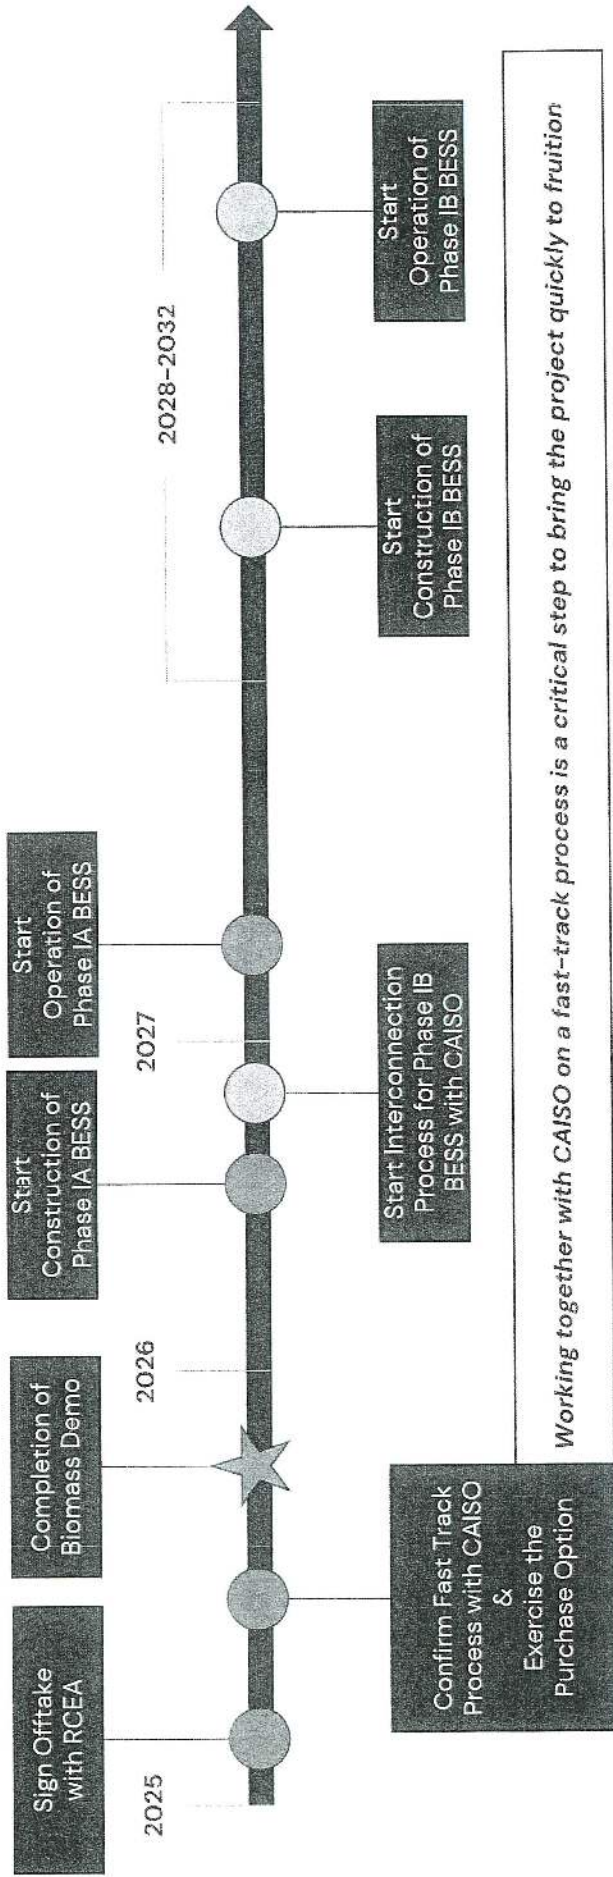 Sign Offtake
with RCEA
Completion of
Biomass Demo
Start
Construction of
Phase IA BESS
Start
Operation of
Phase IA BESS
2025
2026
2027
2028-2032
Confirm Fast Track
Process with CAISO
&
Exercise the
Purchase Option
Start Interconnection
Process for Phase IB
BESS with CAISO
Start
Construction of
Phase IB BESS
Start
Operation of
Phase IB BESS
Working together with CAISO on a fast-track process is a critical step to bring the project quickly to fruition